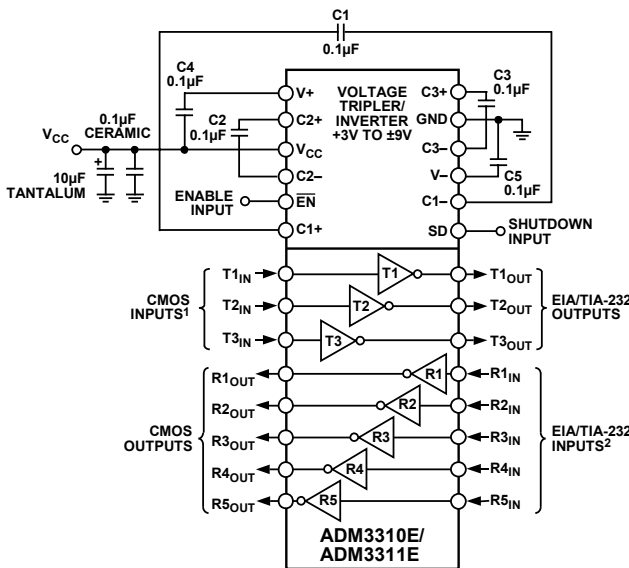 C1
0.1µF
C4
0.1µF
C3
0.1µF
V+
VOLTAGE
TRIPLER/
INVERTER
+3V TO ±9V
C3+
0.1µF
CERAMIC
C2
0.1µF
C2+
GND
VCC
VCC
C3–
C5
0.1µF
+
10µF
TANTALUM
C2–
V–
ENABLE
INPUT
EN
C1–
C1+
SD
SHUTDOWN
INPUT
CMOS
INPUTS1
T1IN
T1
T1OUT
EIA/TIA-232
OUTPUTS
T2IN
T2
T2OUT
T3IN
T3
T3OUT
CMOS
OUTPUTS
R1OUT
R1
R1IN
EIA/TIA-232
INPUTS2
R2OUT
R2
R2IN
R3OUT
R3
R3IN
R4OUT
R4
R4IN
R5OUT
R5
R5IN
ADM3310E/
ADM3311E